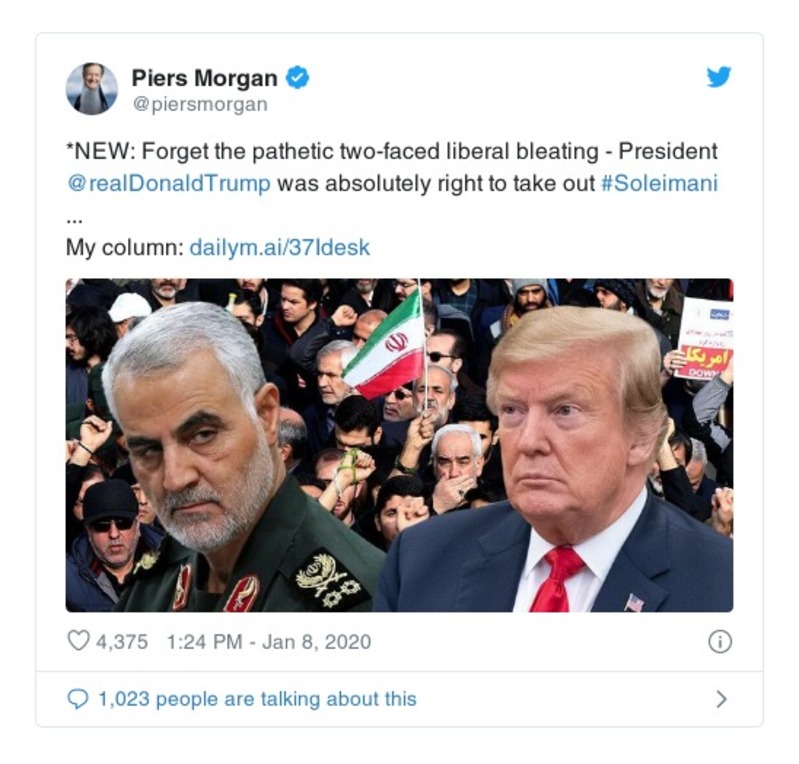 Piers Morgan
@piersmorgan
*NEW: Forget the pathetic two-faced liberal bleating - President
@realDonaldTrump was absolutely right to take out #Soleimani
...
My column: dailym.ai/37Idesk
امریکا
DOWN
4,375 1:24 PM - Jan 8, 2020
1,023 people are talking about this